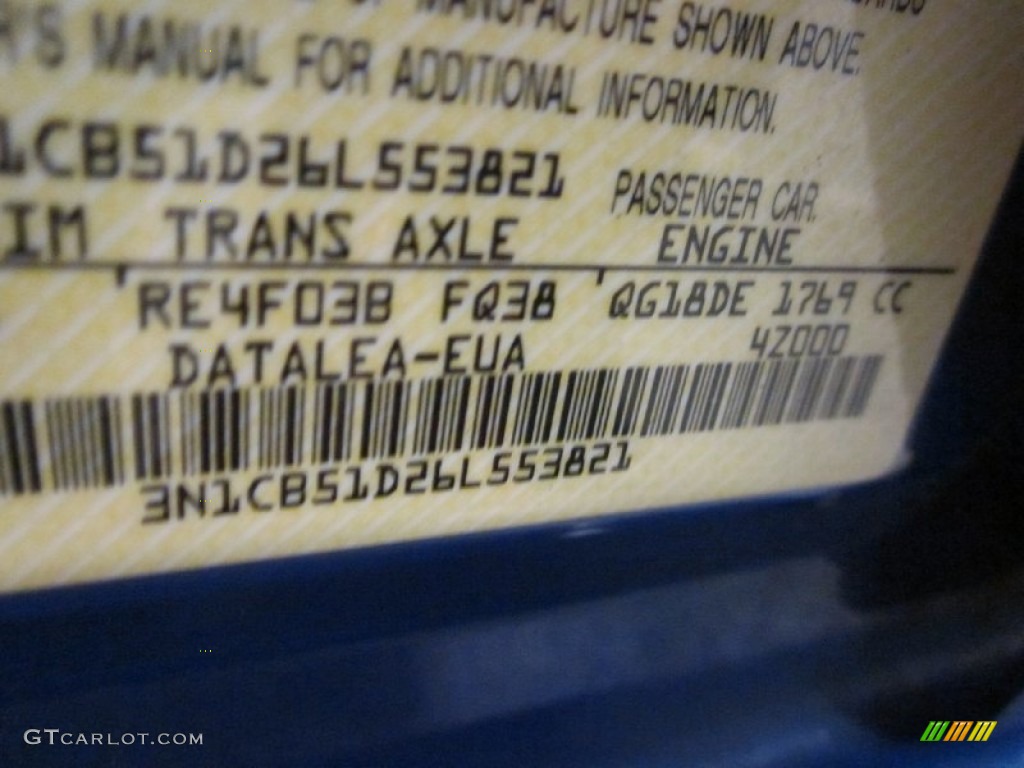 MANUFACTURE SHOWN ABOVE.
'S MANUAL FOR ADDITIONAL INFORMATION.
1CB51D26L553821 PASSENGER CAR.
IM TRANS AXLE ENGINE
RE4F03B FQ38 QG18DE 1769 CC
DATALEA-EUA 4Z000
3N1CB51D26L553821
GTCARLOT.COM